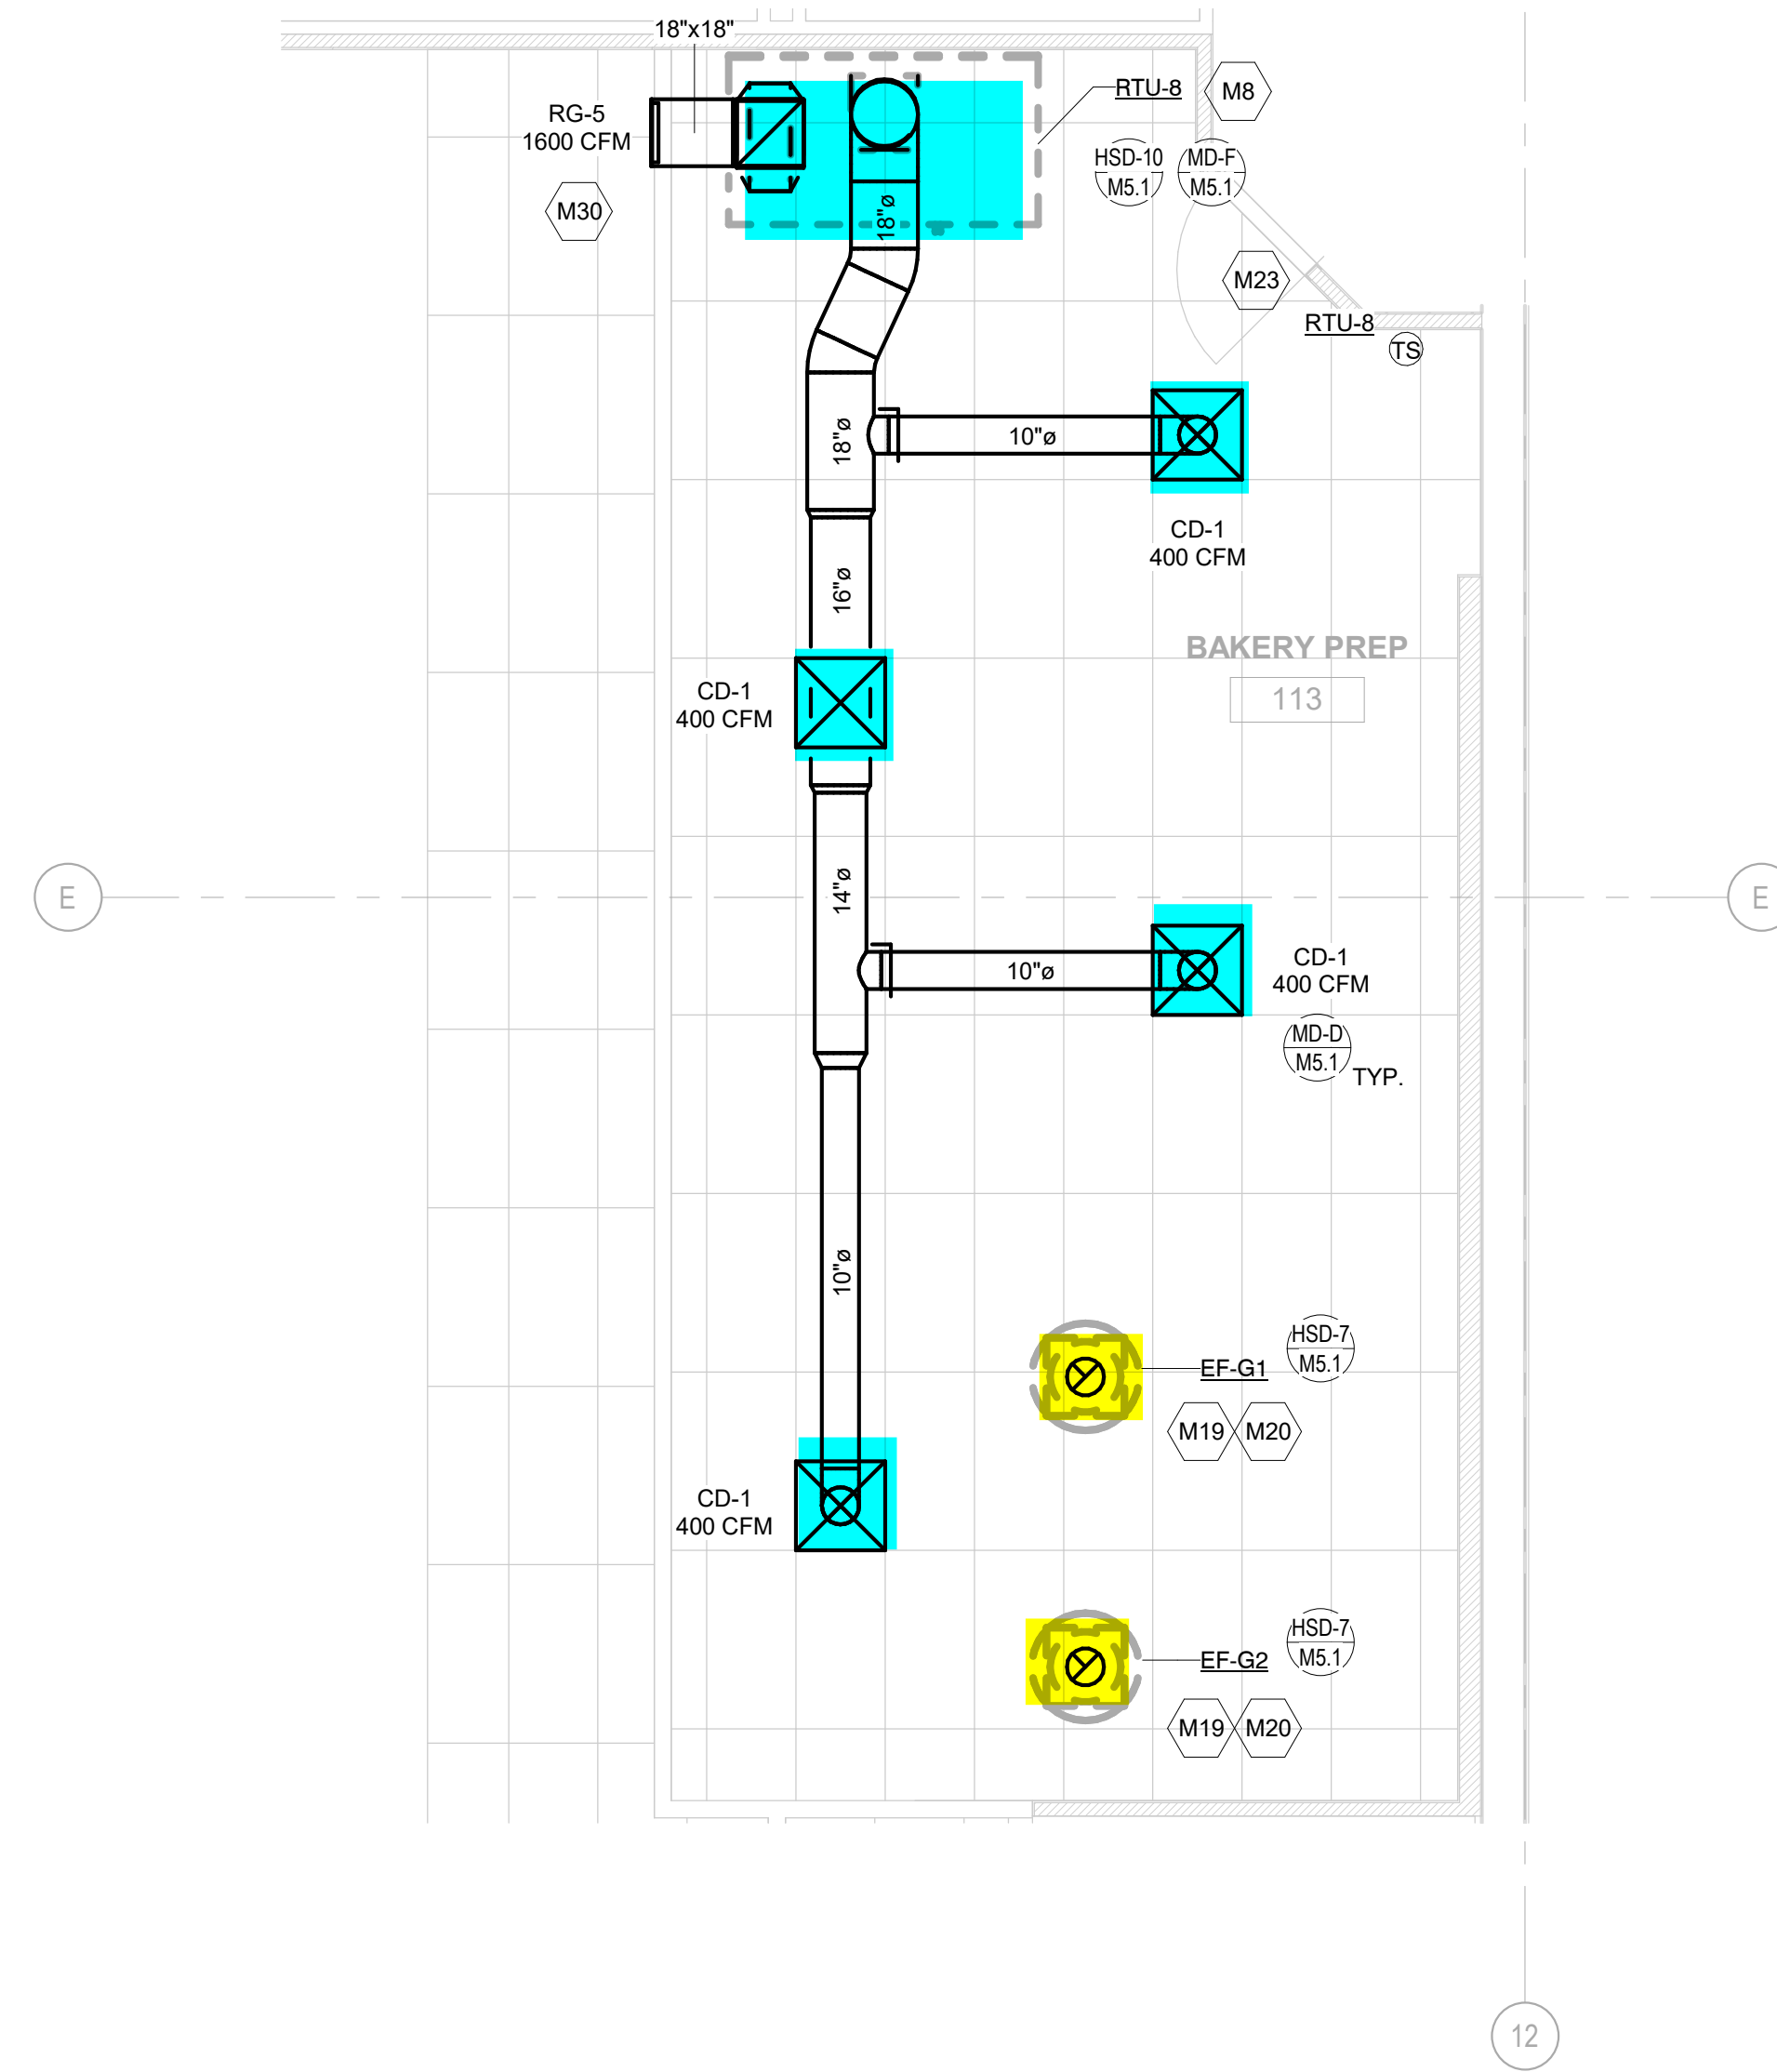 18"x18"
RG-5
1600 CFM
M30
18"ø
RTU-8
M8
HSD-10
M5.1
MD-F
M5.1
M23
RTU-8
TS
18"ø
10"ø
CD-1
400 CFM
16"ø
BAKERY PREP
113
CD-1
400 CFM
14"ø
E
E
10"ø
CD-1
400 CFM
MD-D
M5.1
TYP.
10"ø
EF-G1
HSD-7
M5.1
M19
M20
CD-1
400 CFM
EF-G2
HSD-7
M5.1
M19
M20
12